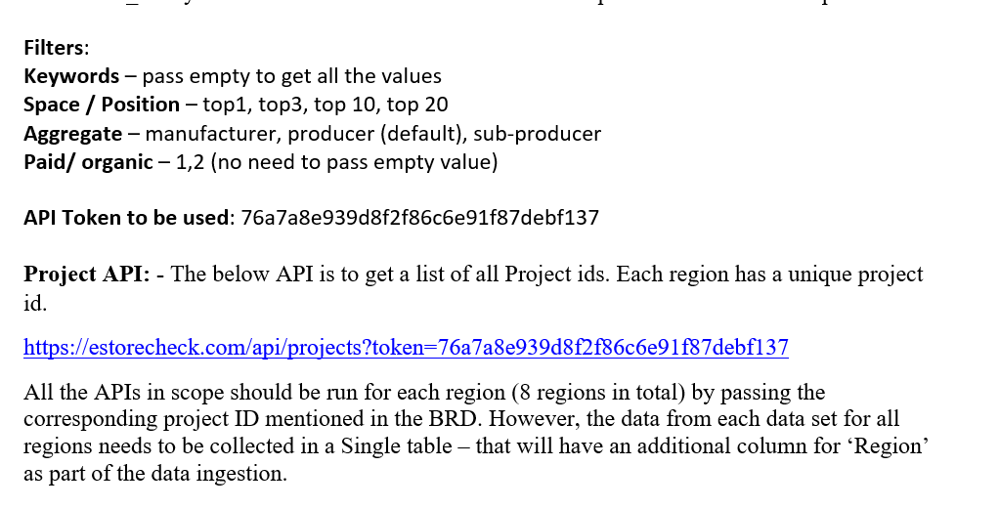 Filters:
Keywords – pass empty to get all the values
Space / Position – top1, top3, top 10, top 20
Aggregate – manufacturer, producer (default), sub-producer
Paid/ organic – 1,2 (no need to pass empty value)
API Token to be used: 76a7a8e939d8f2f86c6e91f87debf137
Project API: - The below API is to get a list of all Project ids. Each region has a unique project
id.
https://estorecheck.com/api/projects?token=76a7a8e939d8f2f86c6e91f87debf137
All the APIs in scope should be run for each region (8 regions in total) by passing the
corresponding project ID mentioned in the BRD. However, the data from each data set for all
regions needs to be collected in a Single table – that will have an additional column for ‘Region’
as part of the data ingestion.